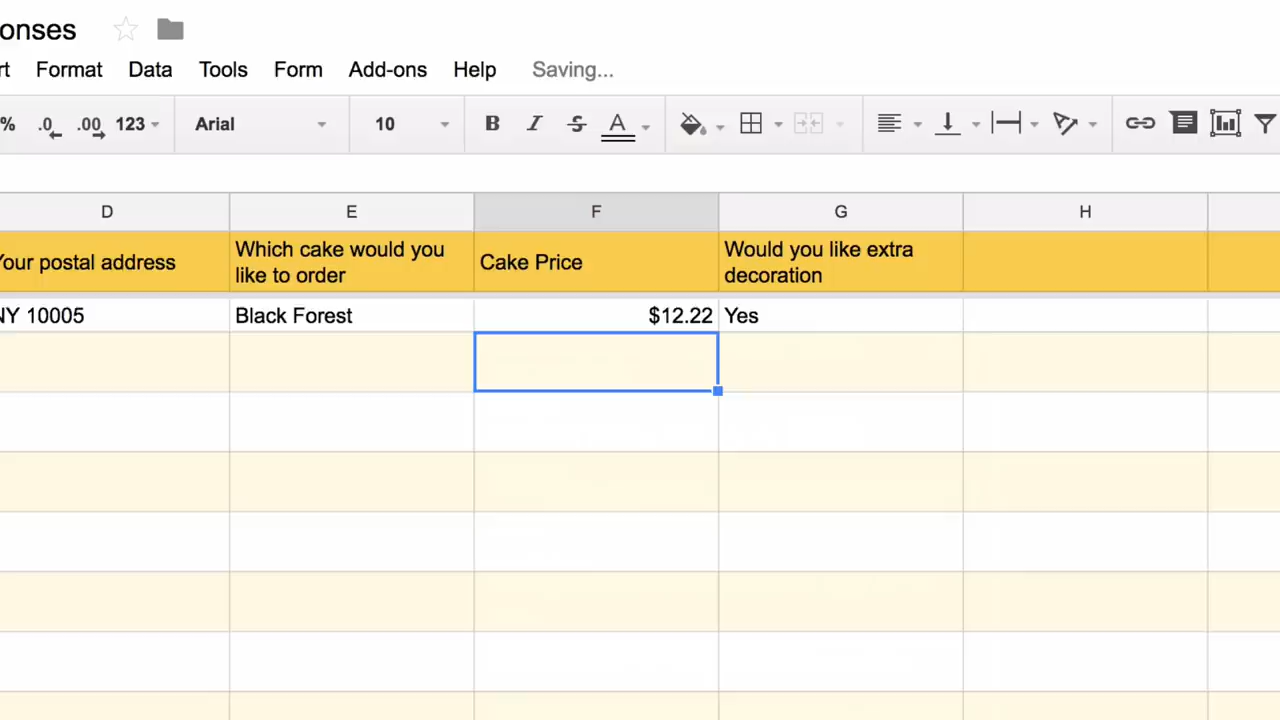 onses
rt Format Data Tools Form Add-ons Help Saving...
% .0 .00 123 Arial 10 B I S A
D E F G H
Your postal address
Which cake would you
like to order
Cake Price
Would you like extra
decoration
NY 10005 Black Forest $12.22 Yes